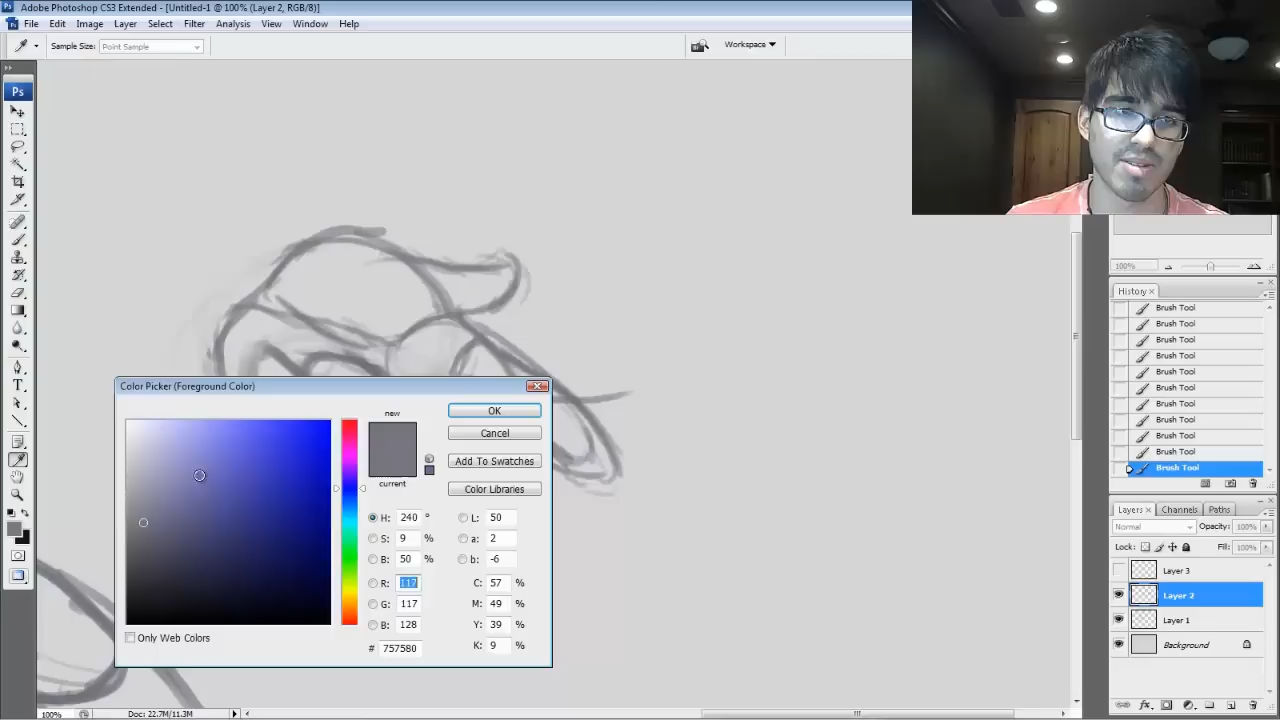 Adobe Photoshop CS3 Extended - [Untitled-1 @ 100% (Layer 2, RGB/8)]
File Edit Image Layer Select Filter Analysis View Window Help
Sample Size: Point Sample Workspace
Ps
T
100%
History
Brush Tool
Brush Tool
Brush Tool
Brush Tool
Brush Tool
Brush Tool
Brush Tool
Brush Tool
Brush Tool
Brush Tool
Brush Tool
Color Picker (Foreground Color)
new
current
OK
Cancel
Add To Swatches
Color Libraries
H: 240 ° L: 50
S: 9 % a: 2
B: 50 % b: -6
R: 117 C: 57 %
G: 117 M: 49 %
B: 128 Y: 39 %
# 757580 K: 9 %
Only Web Colors
Layers Channels Paths
Normal Opacity: 100%
Lock: Fill: 100%
Layer 3
Layer 2
Layer 1
Background
100% Doc: 22.7M/11.3M